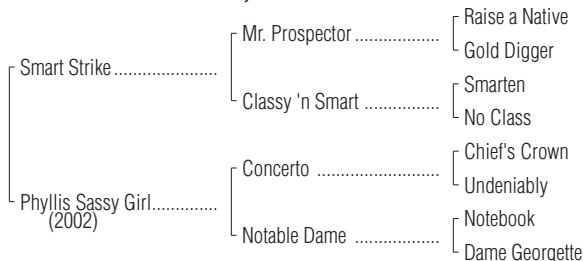 Raise a Native
Mr. Prospector ..................
Gold Digger
Smart Strike ......................
Smarten
Classy 'n Smart ................
No Class
Chief's Crown
Concerto ..........................
Undeniably
Phyllis Sassy Girl..............
(2002)
Notebook
Notable Dame ..................
Dame Georgette